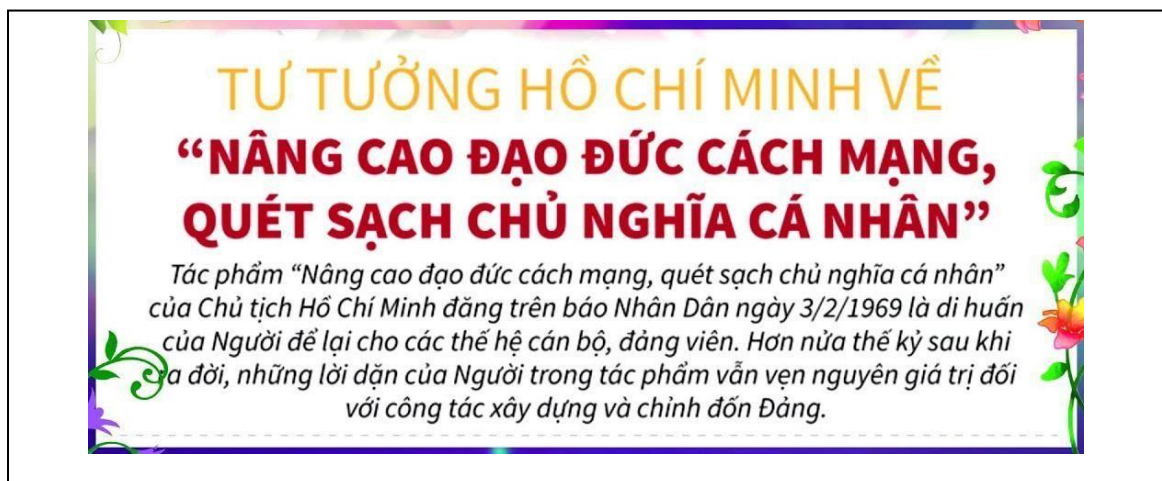 TƯ TƯỞNG HỒ CHÍ MINH VỀ
“NÂNG CAO ĐẠO ĐỨC CÁCH MẠNG,
QUÉT SẠCH CHỦ NGHĨA CÁ NHÂN”
Tác phẩm “Nâng cao đạo đức cách mạng, quét sạch chủ nghĩa cá nhân”
của Chủ tịch Hồ Chí Minh đăng trên báo Nhân Dân ngày 3/2/1969 là di huấn
của Người để lại cho các thế hệ cán bộ, đảng viên. Hơn nửa thế kỷ sau khi
ra đời, những lời dặn của Người trong tác phẩm vẫn vẹn nguyên giá trị đối
với công tác xây dựng và chỉnh đốn Đảng.